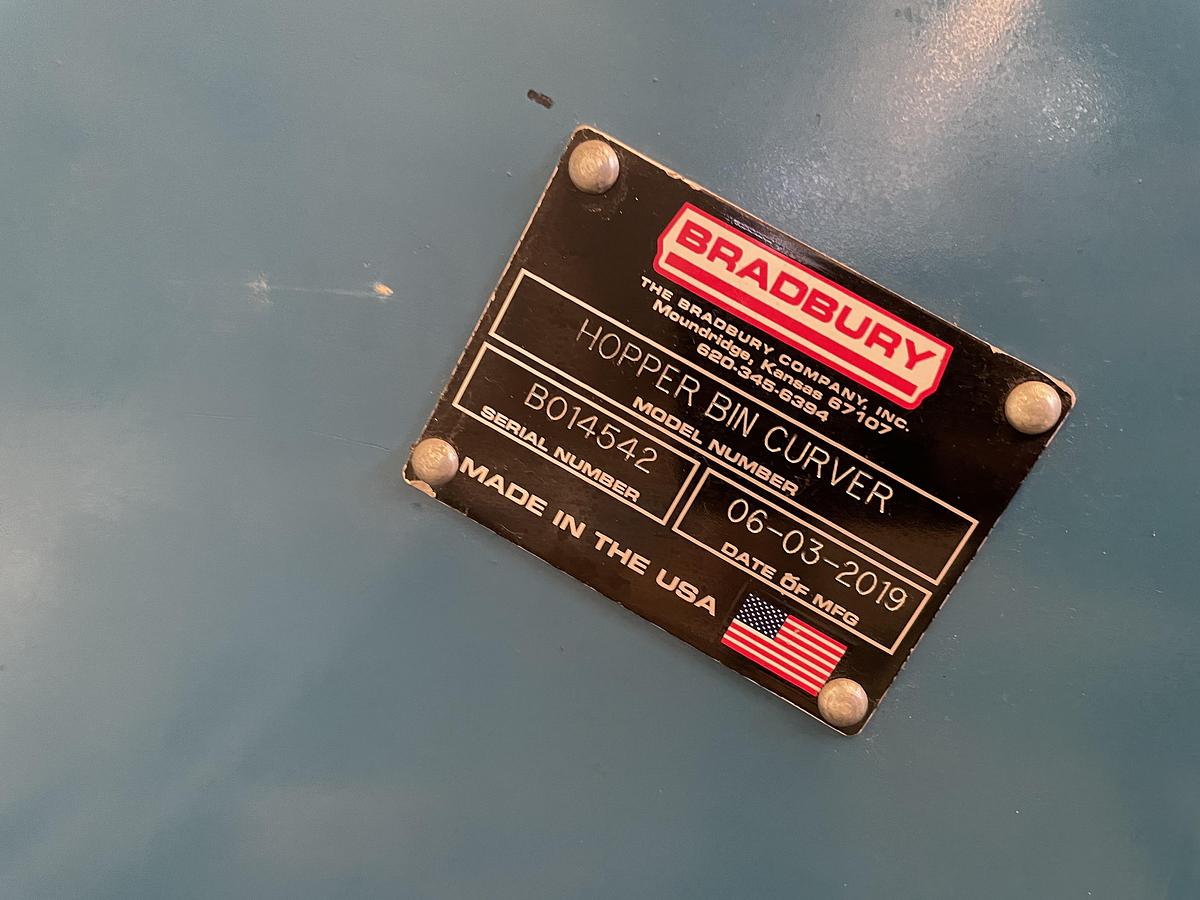 BRADBURY
THE BRADBURY COMPANY, INC.
Moundridge, Kansas 67107
620-345-6394
HOPPER BIN CURVER
MODEL NUMBER
B014542
SERIAL NUMBER
06-03-2019
DATE OF MFG
MADE IN THE USA